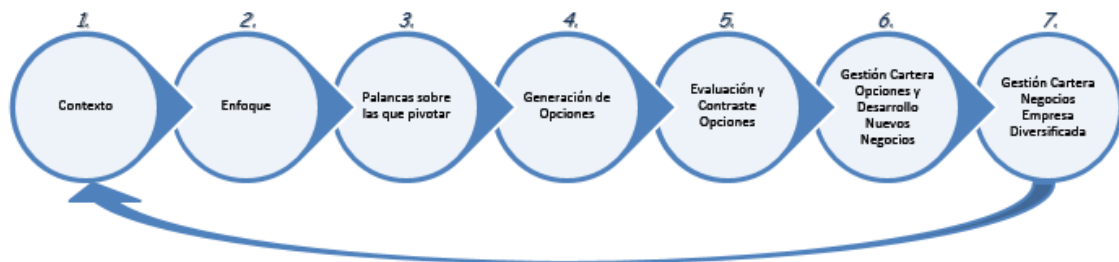 1.
Contexto
2.
Enfoque
3.
Palancas sobre
las que pivotar
4.
Generación de
Opciones
5.
Evaluación y
Contraste
Opciones
6.
Gestión Cartera
Opciones y
Desarrollo
Nuevos
Negocios
7.
Gestión Cartera
Negocios
Empresa
Diversificada